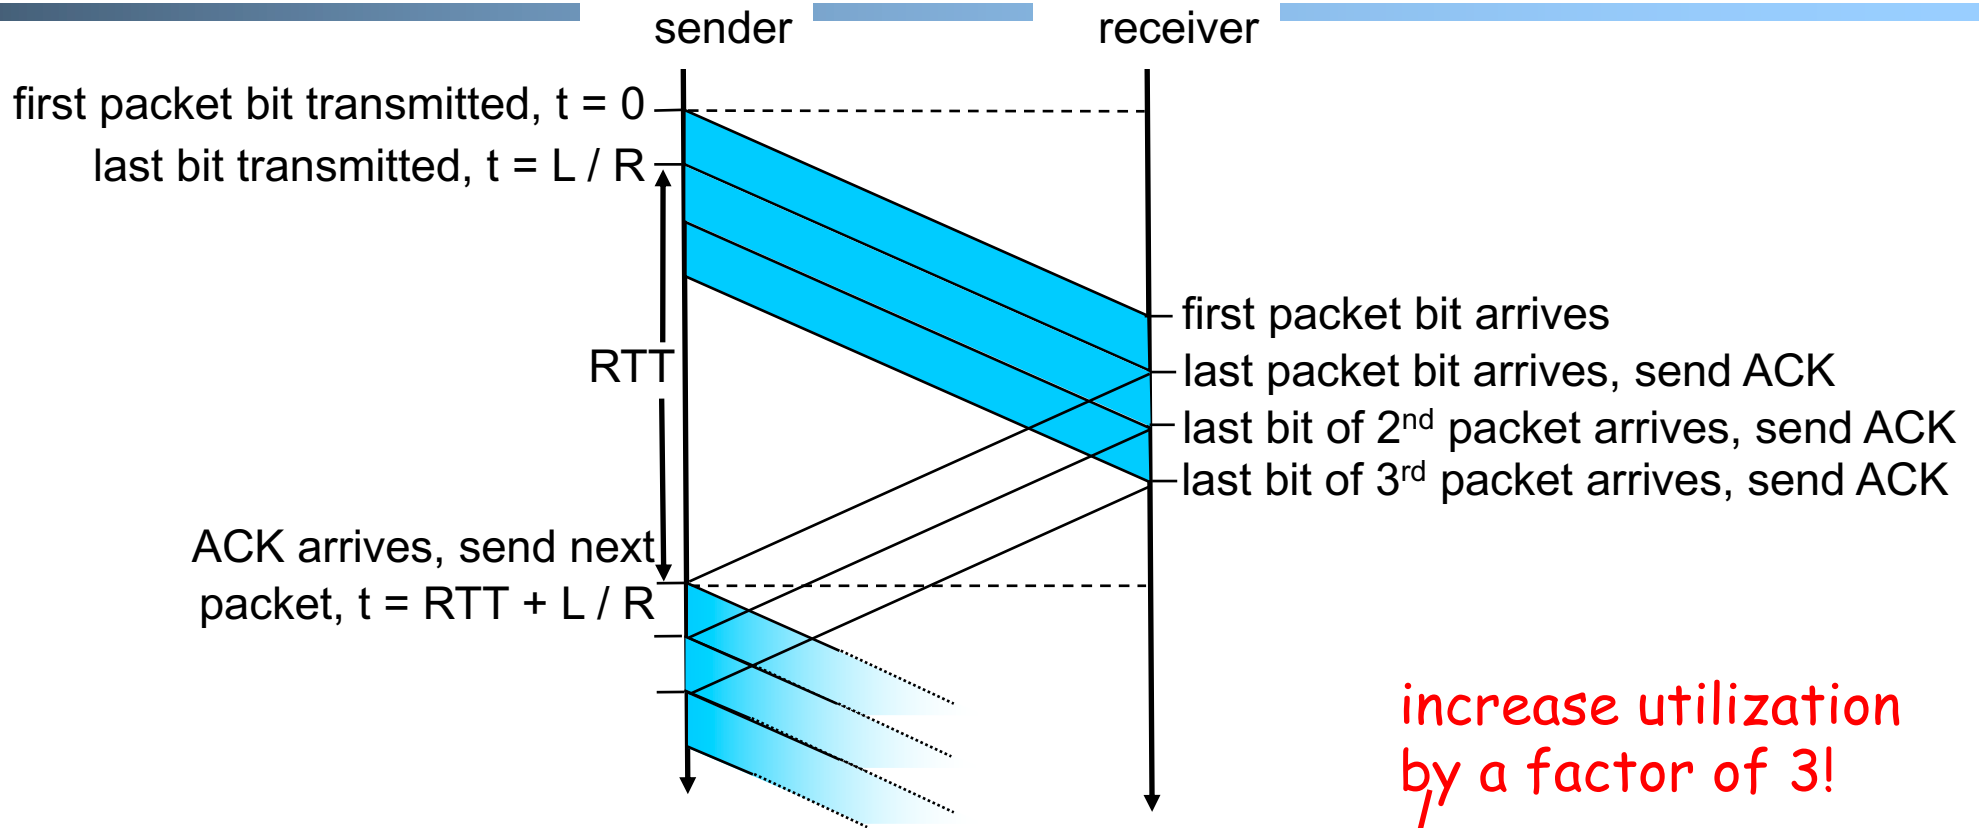 sender
receiver
first packet bit transmitted, t = 0
last bit transmitted, t = L / R
first packet bit arrives
RTT
last packet bit arrives, send ACK
last bit of 2nd packet arrives, send ACK
last bit of 3rd packet arrives, send ACK
ACK arrives, send next
packet, t = RTT + L / R
increase utilization
by a factor of 3!